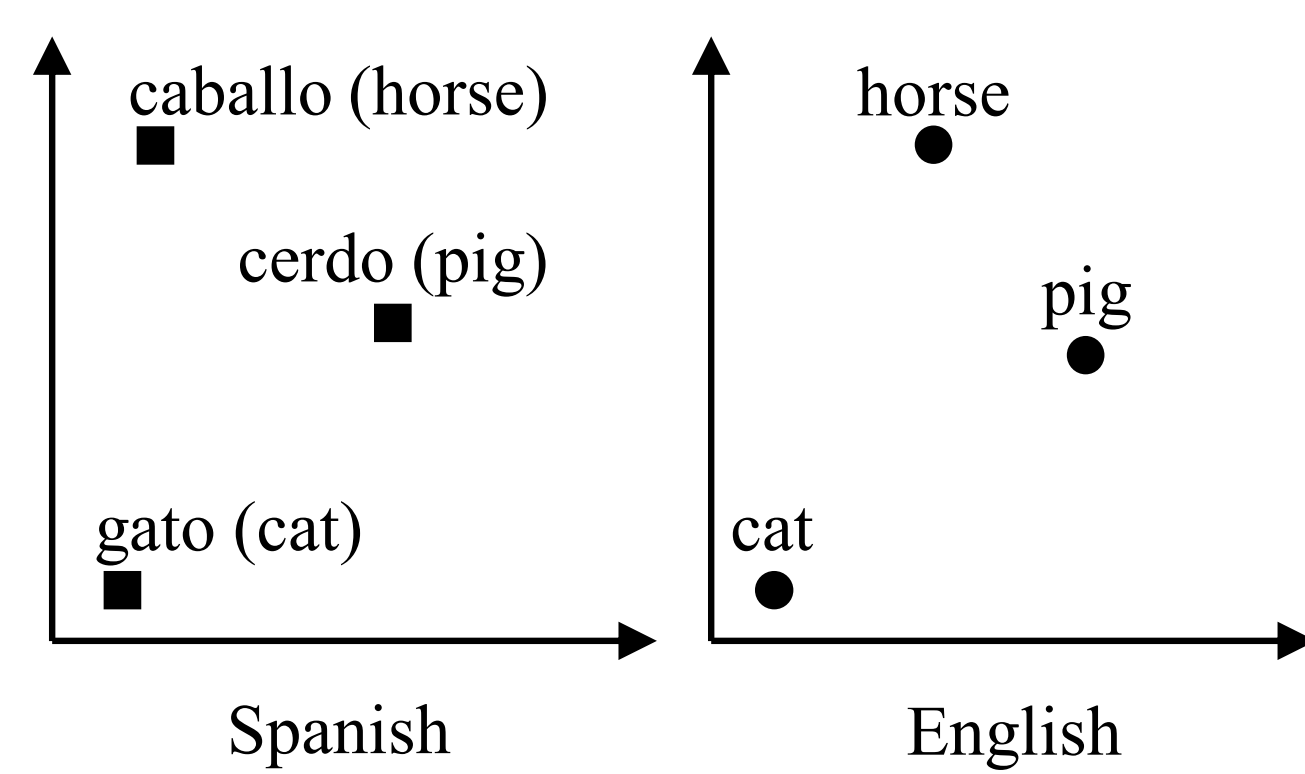 caballo (horse)
cerdo (pig)
gato (cat)
Spanish
horse
pig
cat
English